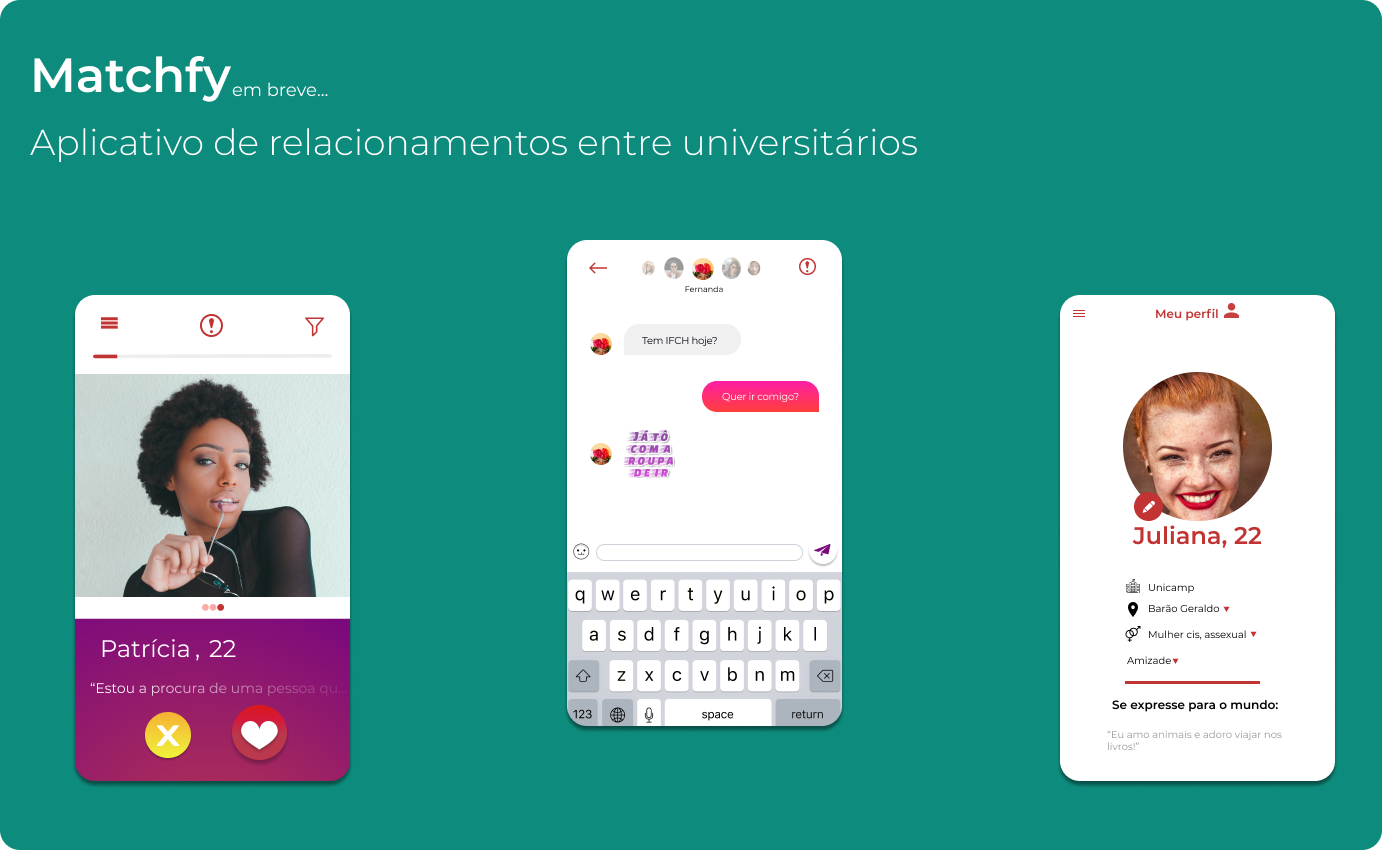 Matchfy em breve...
Aplicativo de relacionamentos entre universitários
Patrícia , 22
“Estou a procura de uma pessoa qu...
X
Fernanda
Tem IFCH hoje?
Quer ir comigo?
JÁ TÔ
COM A
ROUPA
DE IR
q w e r t y u i o p
a s d f g h j k l
z x c v b n m
123 space return
Meu perfil
Juliana, 22
Unicamp
Barão Geraldo
Mulher cis, assexual
Amizade
Se expresse para o mundo:
“Eu amo animais e adoro viajar nos
livros!”